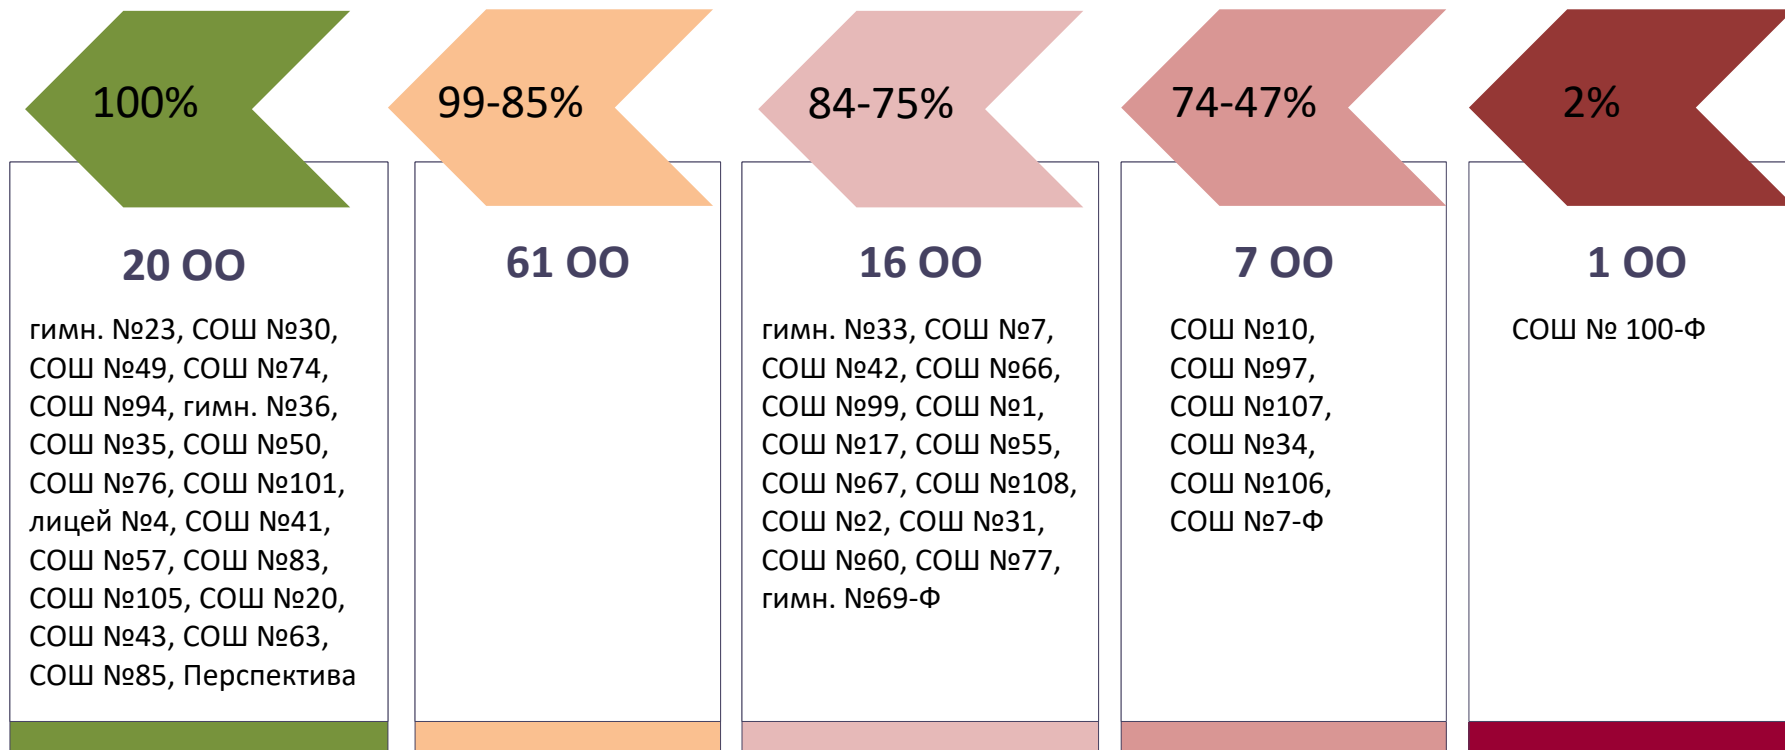 100%
20 ОО
гимн. №23, СОШ №30,
СОШ №49, СОШ №74,
СОШ №94, гимн. №36,
СОШ №35, СОШ №50,
СОШ №76, СОШ №101,
лицей №4, СОШ №41,
СОШ №57, СОШ №83,
СОШ №105, СОШ №20,
СОШ №43, СОШ №63,
СОШ №85, Перспектива
99-85%
61 ОО
84-75%
16 ОО
гимн. №33, СОШ №7,
СОШ №42, СОШ №66,
СОШ №99, СОШ №1,
СОШ №17, СОШ №55,
СОШ №67, СОШ №108,
СОШ №2, СОШ №31,
СОШ №60, СОШ №77,
гимн. №69-Ф
74-47%
7 ОО
СОШ №10,
СОШ №97,
СОШ №107,
СОШ №34,
СОШ №106,
СОШ №7-Ф
2%
1 ОО
СОШ № 100-Ф